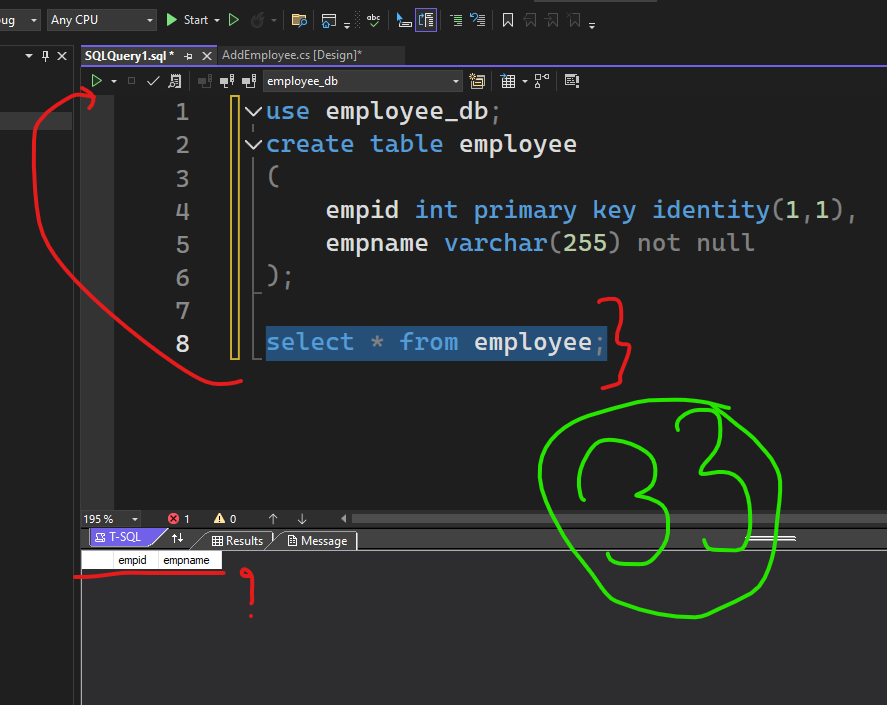 ug Any CPU Start
SQLQuery1.sql * AddEmployee.cs [Design]*
employee_db
1 use employee_db;
2 create table employee
3 (
4 empid int primary key identity(1,1),
5 empname varchar(255) not null
6 );
7
8 select * from employee;
33
195 % 1 0
T-SQL Results Message
empid empname
?